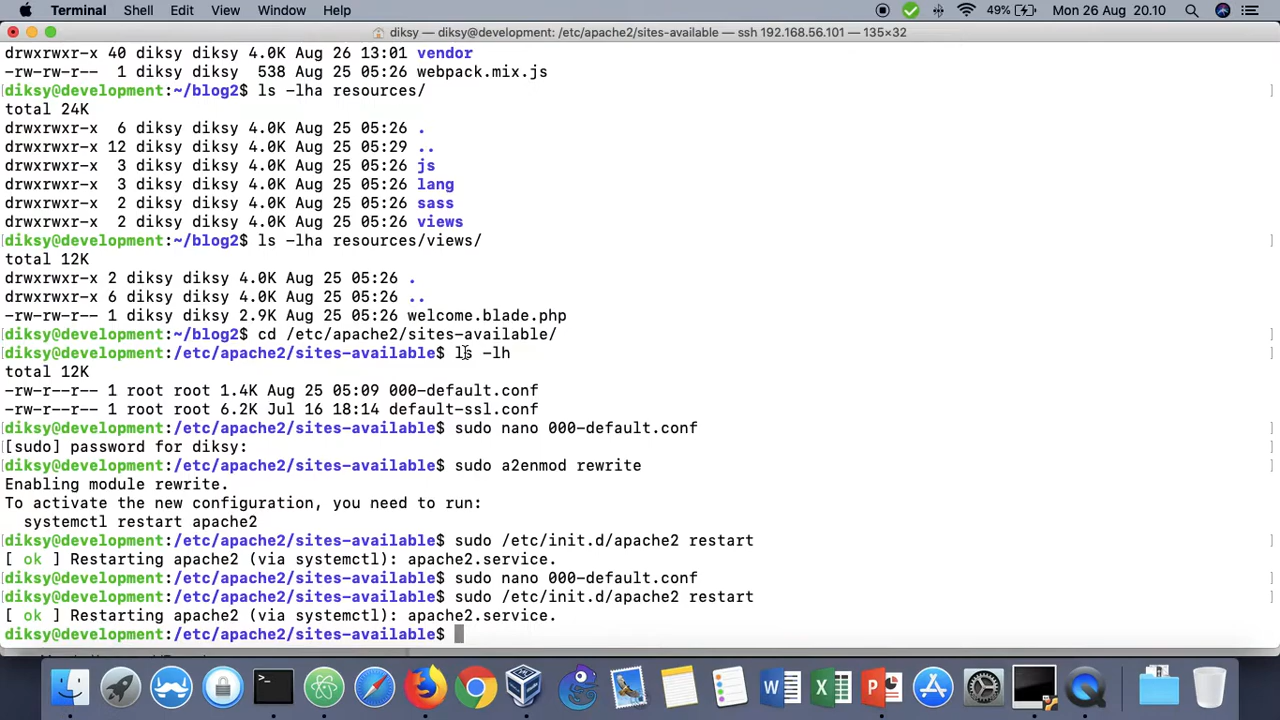 Terminal Shell Edit View Window Help 49% Mon 26 Aug 20.10
diksy — diksy@development: /etc/apache2/sites-available — ssh 192.168.56.101 — 135×32
drwxrwxr-x 40 diksy diksy 4.0K Aug 26 13:01 vendor
-rw-rw-r-- 1 diksy diksy 538 Aug 25 05:26 webpack.mix.js
diksy@development:~/blog2$ ls -lha resources/
total 24K
drwxrwxr-x 6 diksy diksy 4.0K Aug 25 05:26 .
drwxrwxr-x 12 diksy diksy 4.0K Aug 25 05:29 ..
drwxrwxr-x 3 diksy diksy 4.0K Aug 25 05:26 js
drwxrwxr-x 3 diksy diksy 4.0K Aug 25 05:26 lang
drwxrwxr-x 2 diksy diksy 4.0K Aug 25 05:26 sass
drwxrwxr-x 2 diksy diksy 4.0K Aug 25 05:26 views
diksy@development:~/blog2$ ls -lha resources/views/
total 12K
drwxrwxr-x 2 diksy diksy 4.0K Aug 25 05:26 .
drwxrwxr-x 6 diksy diksy 4.0K Aug 25 05:26 ..
-rw-rw-r-- 1 diksy diksy 2.9K Aug 25 05:26 welcome.blade.php
diksy@development:~/blog2$ cd /etc/apache2/sites-available/
diksy@development:/etc/apache2/sites-available$ ls -lh
total 12K
-rw-r--r-- 1 root root 1.4K Aug 25 05:09 000-default.conf
-rw-r--r-- 1 root root 6.2K Jul 16 18:14 default-ssl.conf
diksy@development:/etc/apache2/sites-available$ sudo nano 000-default.conf
[sudo] password for diksy:
diksy@development:/etc/apache2/sites-available$ sudo a2enmod rewrite
Enabling module rewrite.
To activate the new configuration, you need to run:
systemctl restart apache2
diksy@development:/etc/apache2/sites-available$ sudo /etc/init.d/apache2 restart
[ ok ] Restarting apache2 (via systemctl): apache2.service.
diksy@development:/etc/apache2/sites-available$ sudo nano 000-default.conf
diksy@development:/etc/apache2/sites-available$ sudo /etc/init.d/apache2 restart
[ ok ] Restarting apache2 (via systemctl): apache2.service.
diksy@development:/etc/apache2/sites-available$